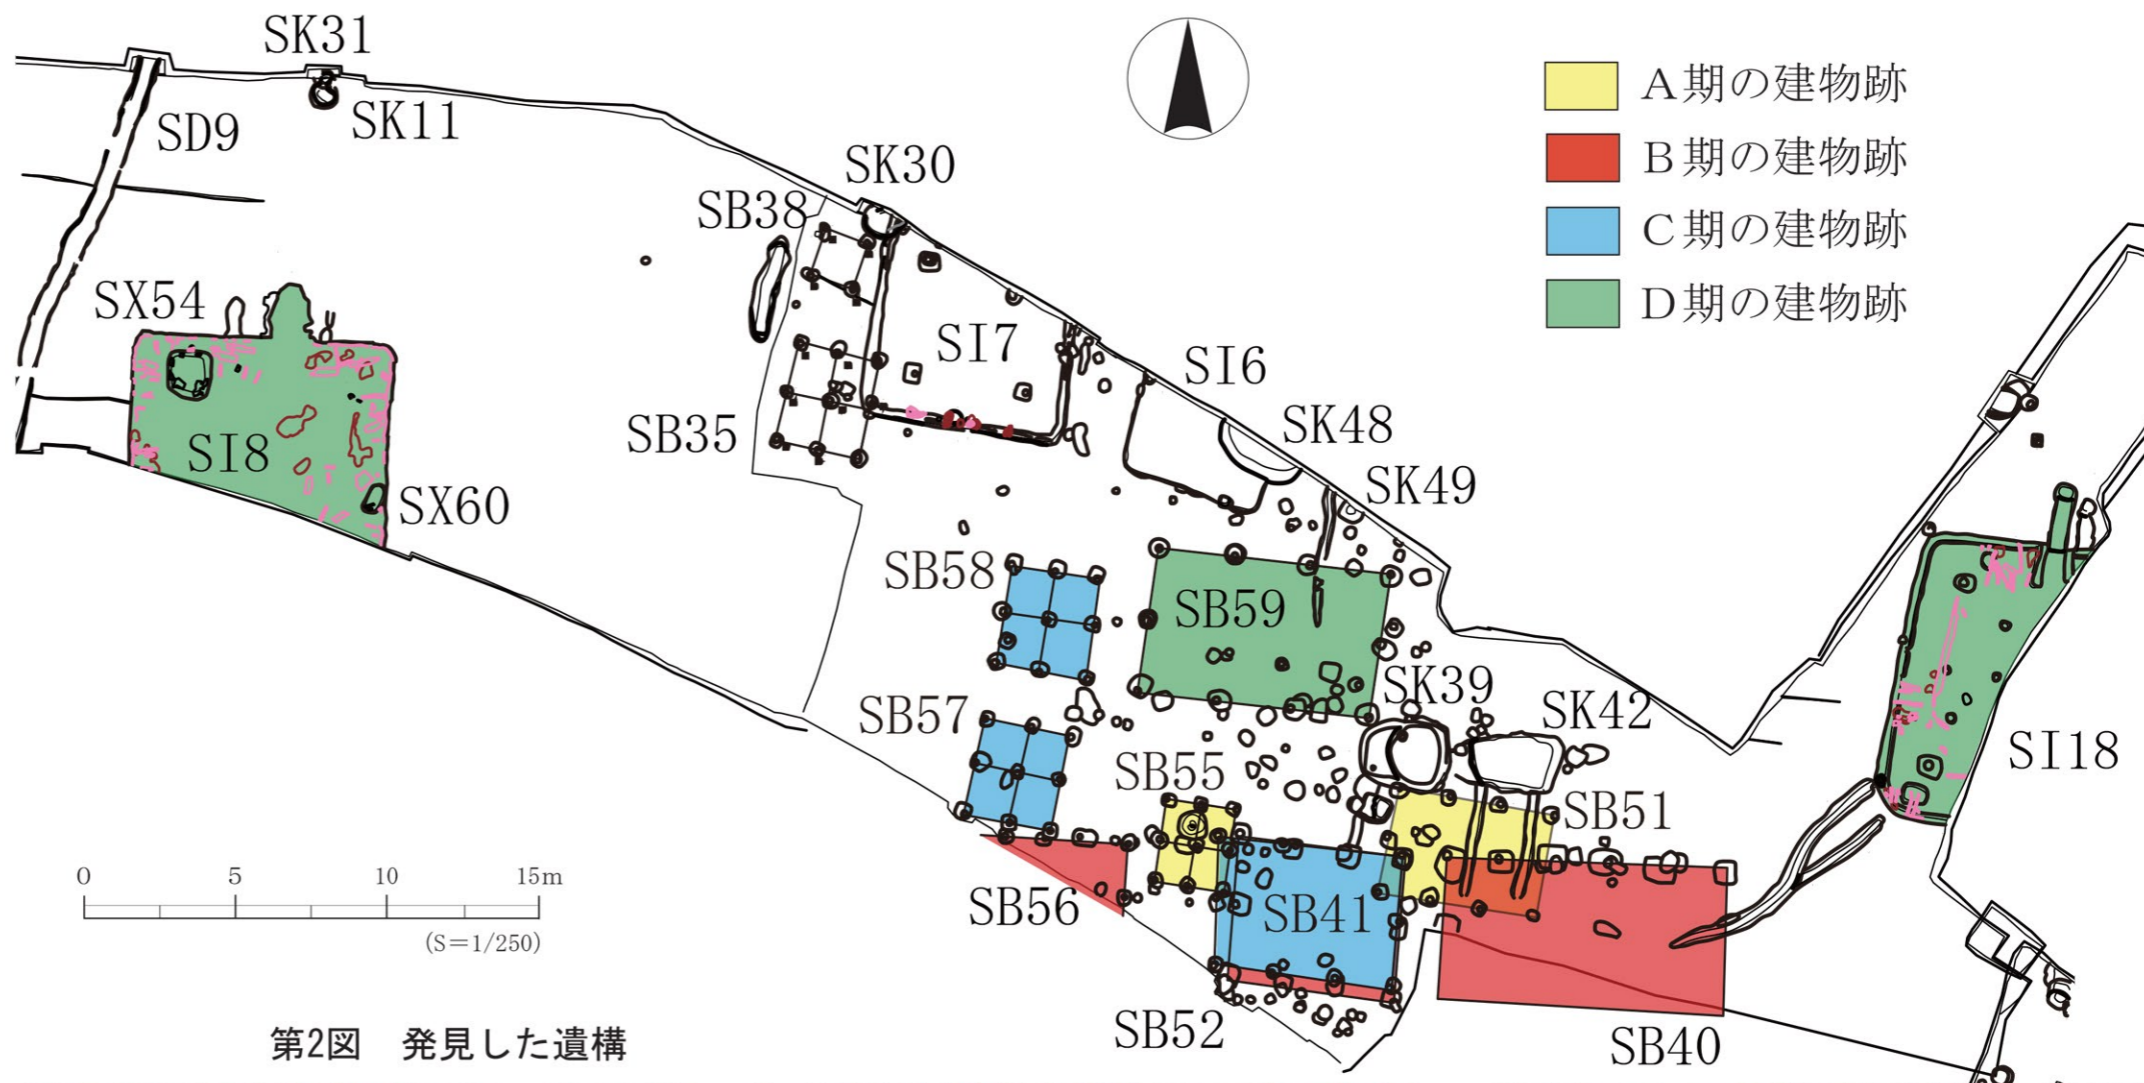 SK31
SK11
SD9
SK30
SB38
SX54
SI7
SI6
SB35
SI8
SK48
SK49
SX60
SB58
SB59
SK39
SB57
SK42
SB55
SI18
SB51
SB56
SB41
SB52
SB40
A期の建物跡
B期の建物跡
C期の建物跡
D期の建物跡
0 5 10 15m
(S=1/250)
第2図 発見した遺構